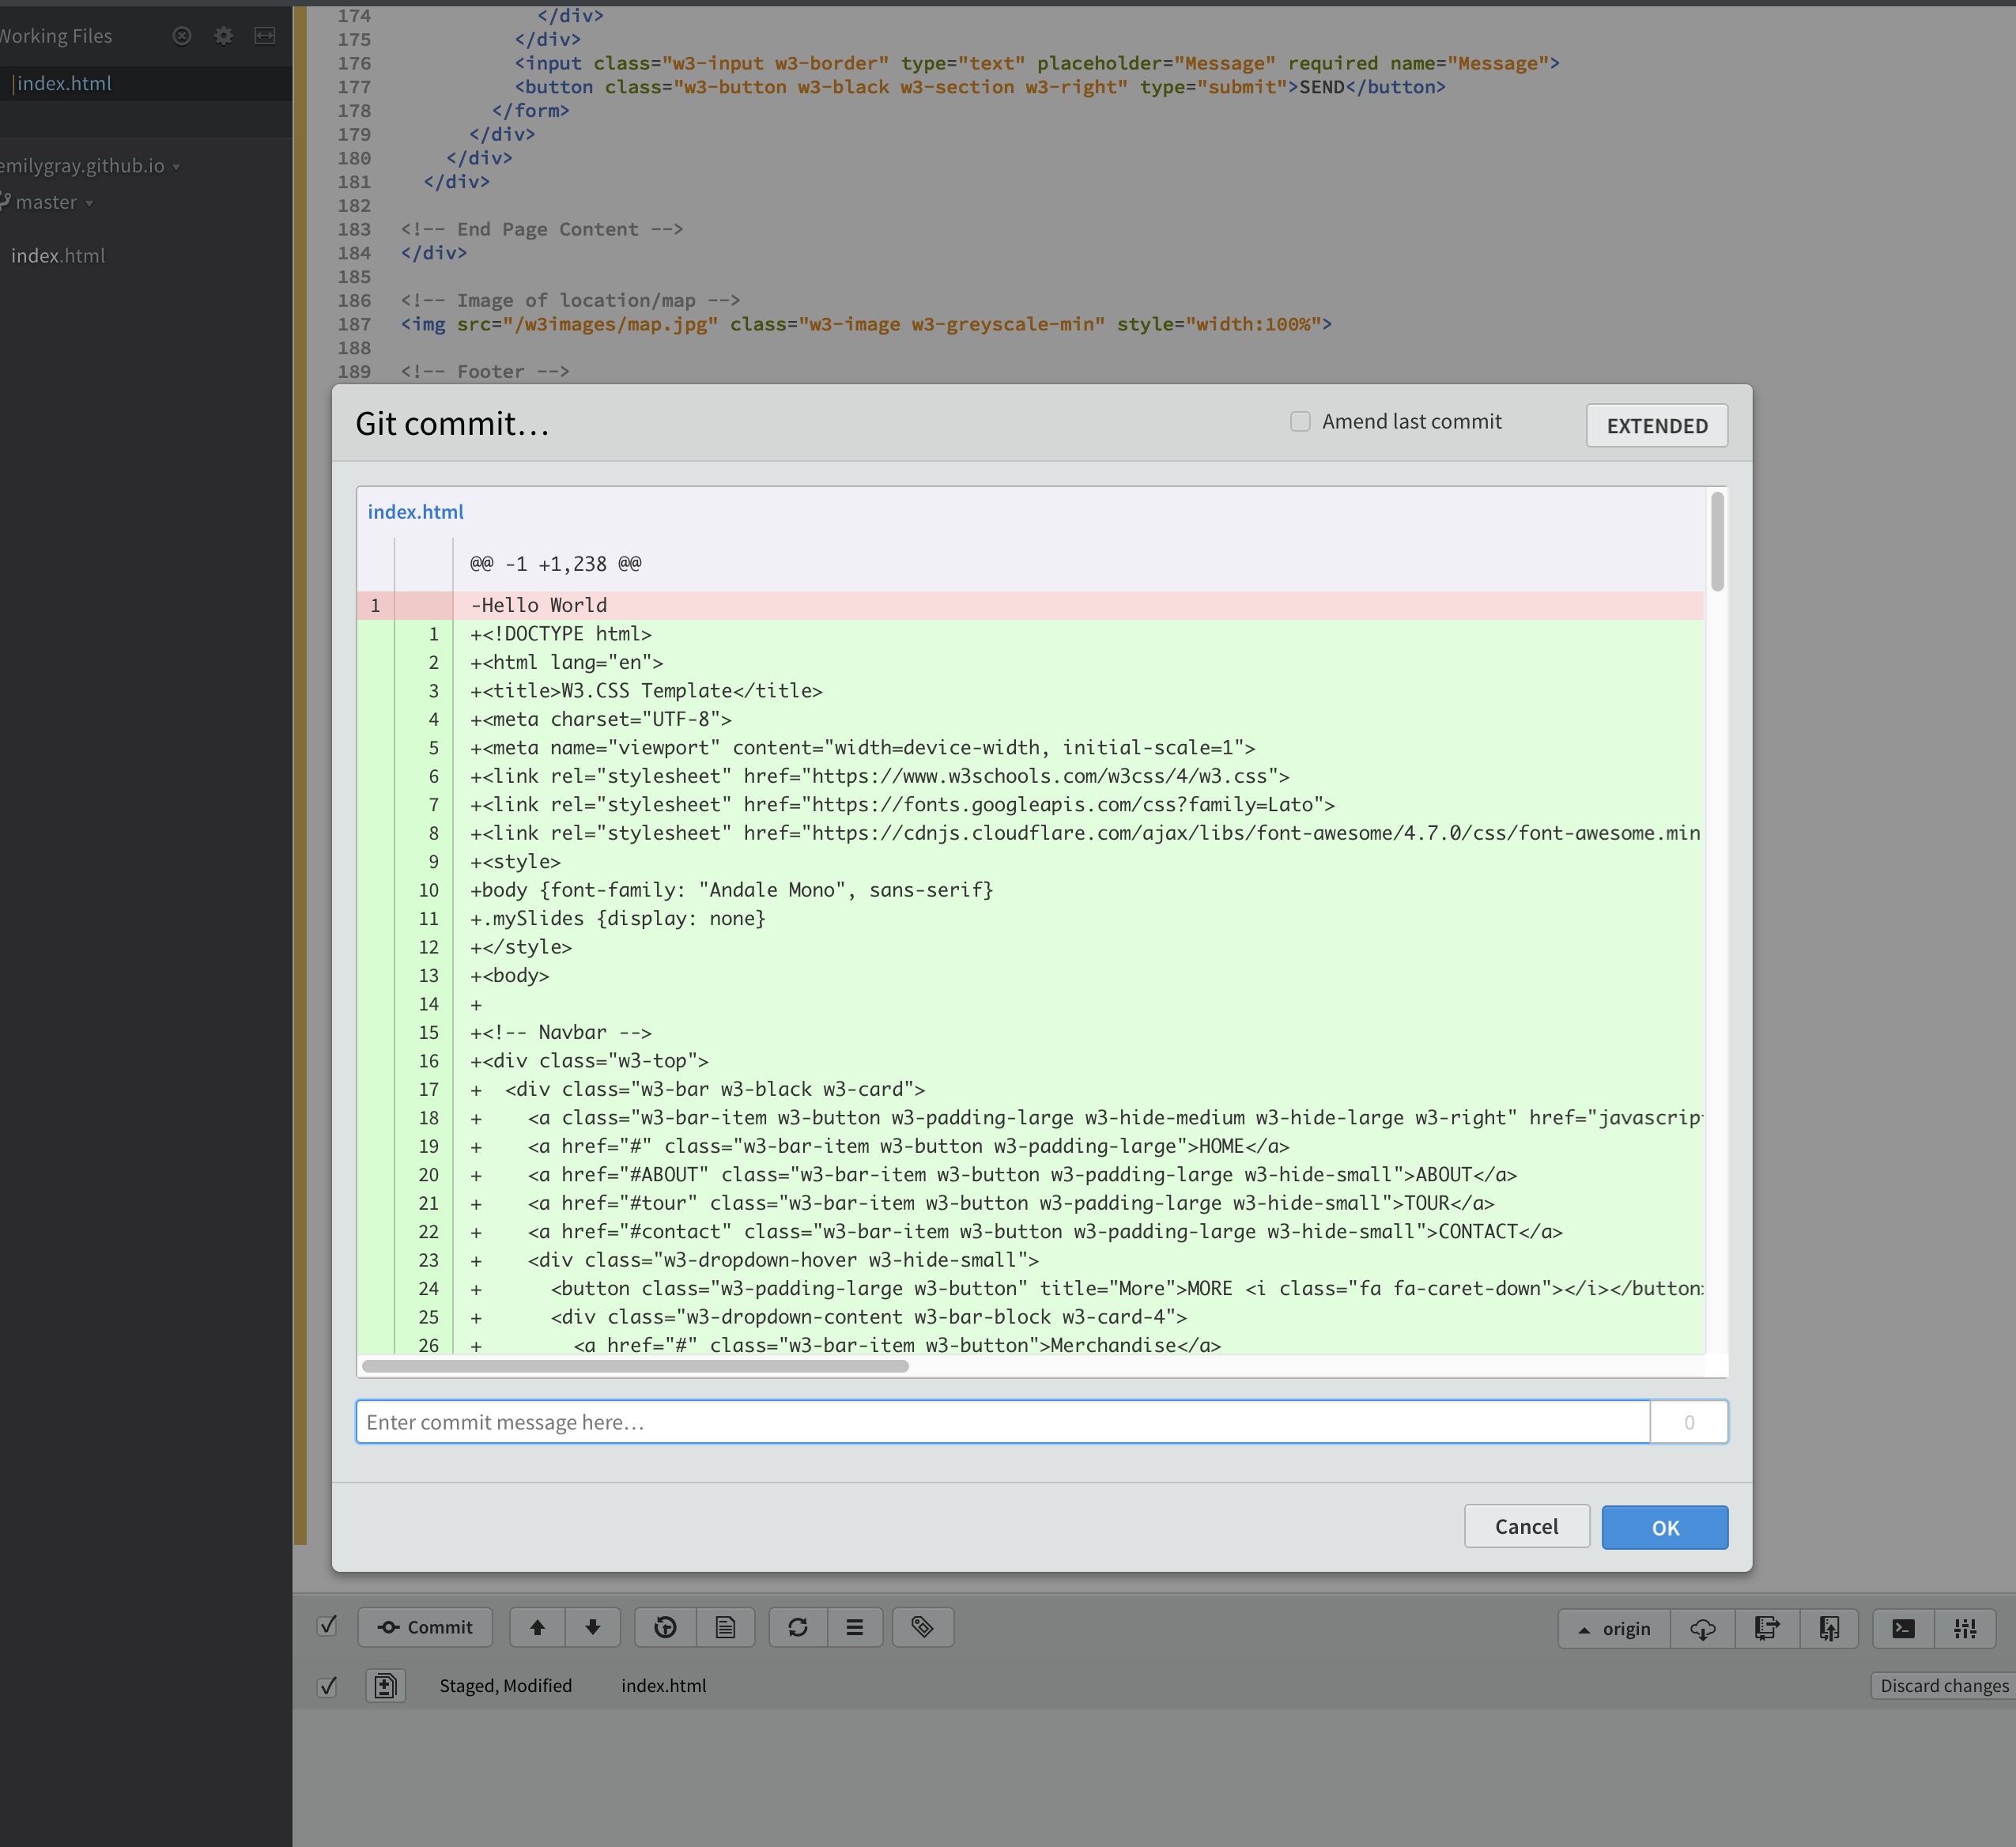 Working Files
index.html
emilygray.github.io
master
index.html
174 </div>
175 </div>
176 <input class="w3-input w3-border" type="text" placeholder="Message" required name="Message">
177 <button class="w3-button w3-black w3-section w3-right" type="submit">SEND</button>
178 </form>
179 </div>
180 </div>
181 </div>
182
183 <!-- End Page Content -->
184 </div>
185
186 <!-- Image of location/map -->
187 <img src="/w3images/map.jpg" class="w3-image w3-greyscale-min" style="width:100%">
188
189 <!-- Footer -->
Git commit…
Amend last commit
EXTENDED
index.html
@@ -1 +1,238 @@
1 -Hello World
1 +<!DOCTYPE html>
2 +<html lang="en">
3 +<title>W3.CSS Template</title>
4 +<meta charset="UTF-8">
5 +<meta name="viewport" content="width=device-width, initial-scale=1">
6 +<link rel="stylesheet" href="https://www.w3schools.com/w3css/4/w3.css">
7 +<link rel="stylesheet" href="https://fonts.googleapis.com/css?family=Lato">
8 +<link rel="stylesheet" href="https://cdnjs.cloudflare.com/ajax/libs/font-awesome/4.7.0/css/font-awesome.min
9 +<style>
10 +body {font-family: "Andale Mono", sans-serif}
11 +.mySlides {display: none}
12 +</style>
13 +<body>
14 +
15 +<!-- Navbar -->
16 +<div class="w3-top">
17 +  <div class="w3-bar w3-black w3-card">
18 +    <a class="w3-bar-item w3-button w3-padding-large w3-hide-medium w3-hide-large w3-right" href="javascrip
19 +    <a href="#" class="w3-bar-item w3-button w3-padding-large">HOME</a>
20 +    <a href="#ABOUT" class="w3-bar-item w3-button w3-padding-large w3-hide-small">ABOUT</a>
21 +    <a href="#tour" class="w3-bar-item w3-button w3-padding-large w3-hide-small">TOUR</a>
22 +    <a href="#contact" class="w3-bar-item w3-button w3-padding-large w3-hide-small">CONTACT</a>
23 +    <div class="w3-dropdown-hover w3-hide-small">
24 +      <button class="w3-padding-large w3-button" title="More">MORE <i class="fa fa-caret-down"></i></button>
25 +      <div class="w3-dropdown-content w3-bar-block w3-card-4">
26 +        <a href="#" class="w3-bar-item w3-button">Merchandise</a>
Enter commit message here…
0
Cancel
OK
Commit
origin
Staged, Modified
index.html
Discard changes